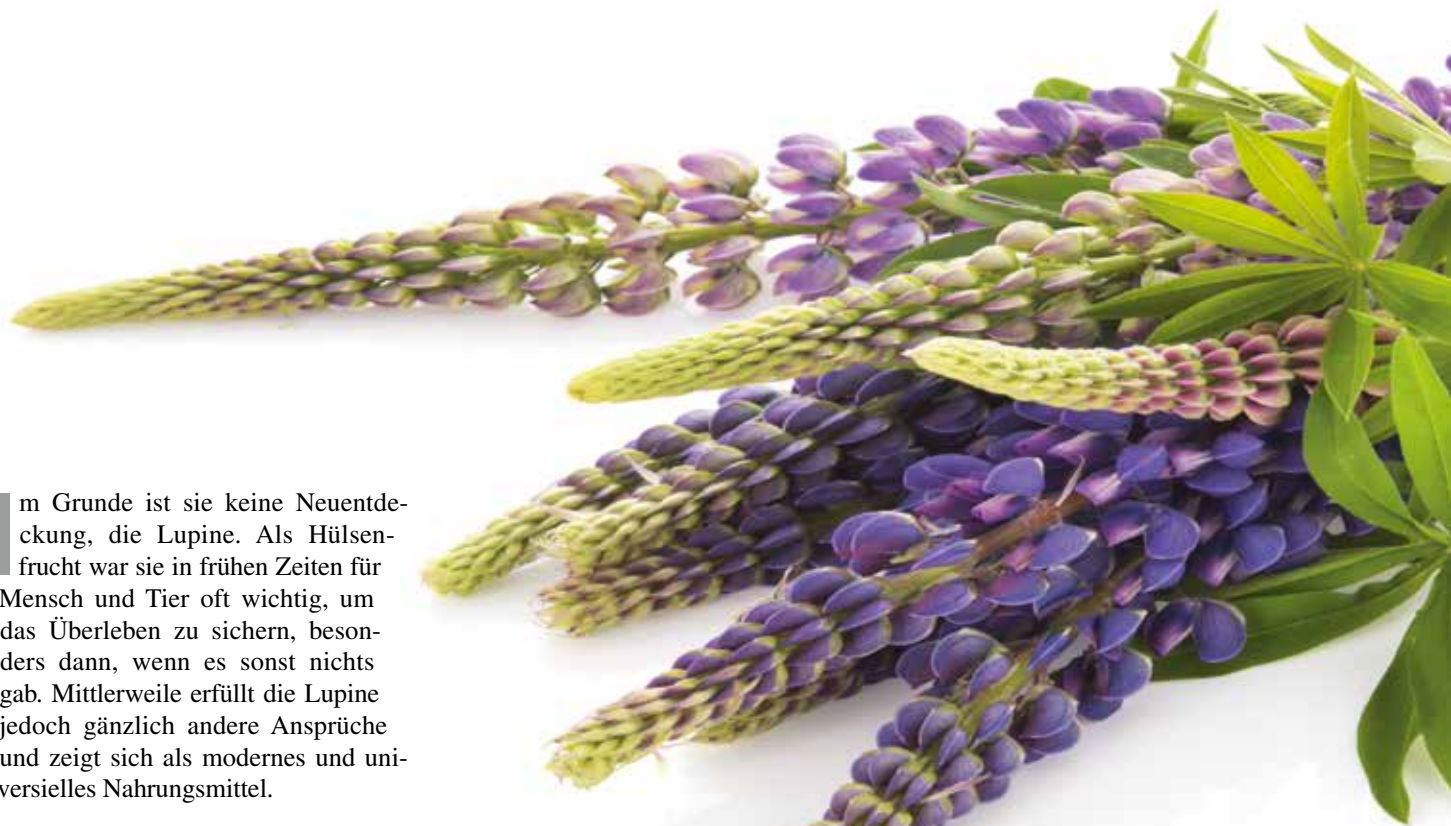 Im Grunde ist sie keine Neuentde-
ckung, die Lupine. Als Hülsen-
frucht war sie in frühen Zeiten für
Mensch und Tier oft wichtig, um
das Überleben zu sichern, beson-
ders dann, wenn es sonst nichts
gab. Mittlerweile erfüllt die Lupine
jedoch gänzlich andere Ansprüche
und zeigt sich als modernes und uni-
verselles Nahrungsmittel.